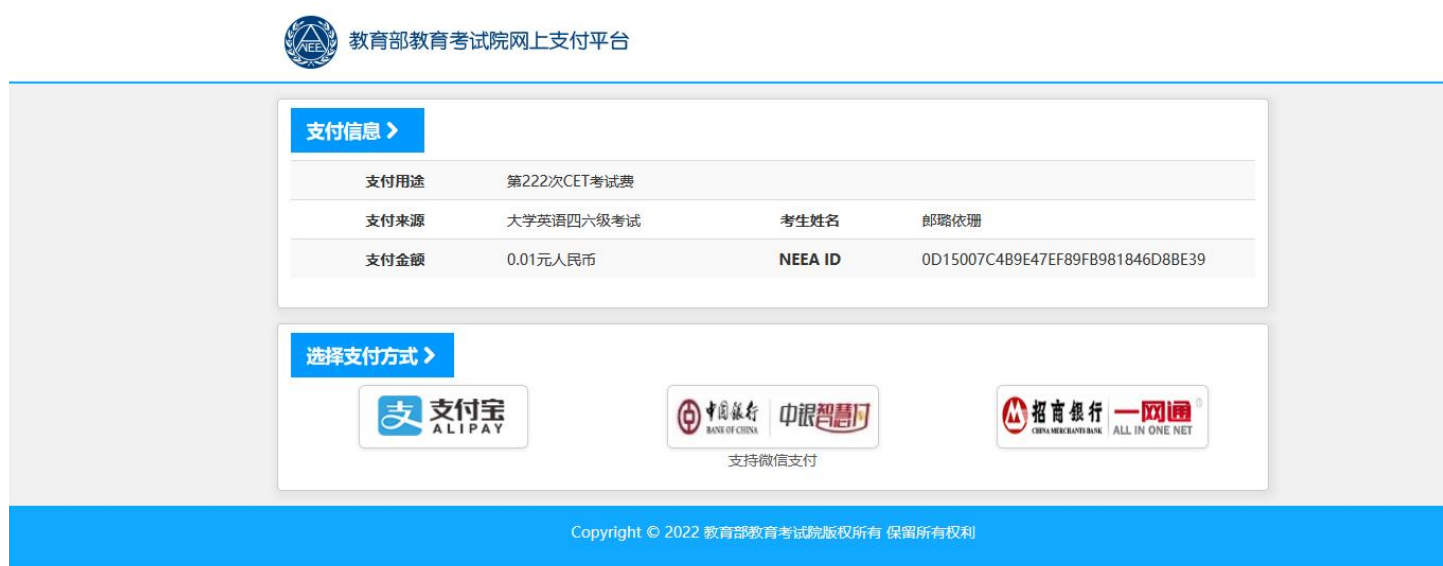 NEEA
教育部教育考试院网上支付平台
支付信息
支付用途 第222次CET考试费
支付来源 大学英语四六级考试 考生姓名 郎璐依珊
支付金额 0.01元人民币 NEEA ID 0D15007C4B9E47EF89FB981846D8BE39
选择支付方式
支 支付宝 ALIPAY
中国银行 BANK OF CHINA 中银智慧付
招商银行 CHINA MERCHANTS BANK 一网通 ALL IN ONE NET
支持微信支付
Copyright © 2022 教育部教育考试院版权所有 保留所有权利